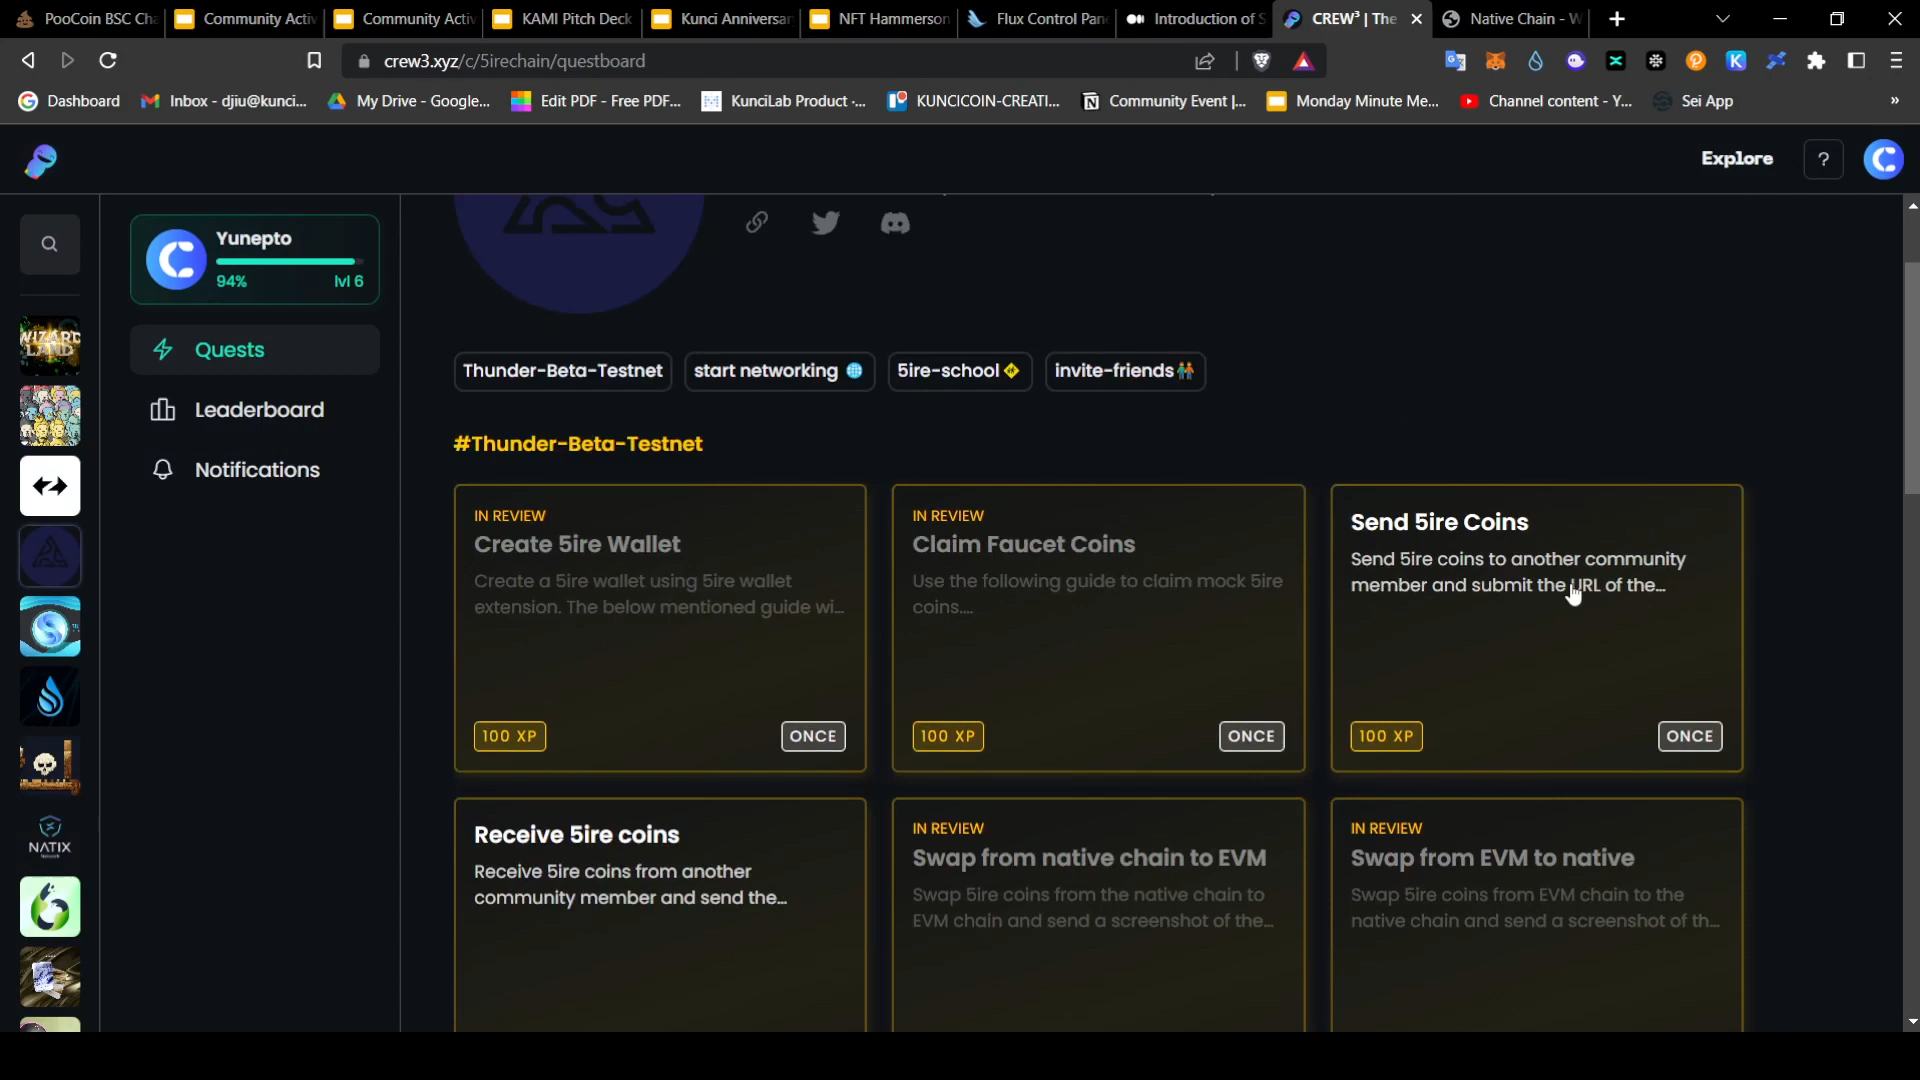 PooCoin BSC Cha
Community Activ
Community Activ
KAMI Pitch Deck
Kunci Anniversar
NFT Hammerson
Flux Control Pane
Introduction of S
CREW³ | The
Native Chain - W
crew3.xyz/c/5irechain/questboard
Dashboard
Inbox - djiu@kunci...
My Drive - Google...
Edit PDF - Free PDF...
KunciLab Product -...
KUNCICOIN-CREATI...
Community Event |...
Monday Minute Me...
Channel content - Y...
Sei App
»
Explore
?
Yunepto
94%
lvl 6
Quests
Leaderboard
Notifications
WIZARD
LAND
NATIX
Thunder-Beta-Testnet
start networking
5ire-school
invite-friends
#Thunder-Beta-Testnet
IN REVIEW
Create 5ire Wallet
Create a 5ire wallet using 5ire wallet
extension. The below mentioned guide wi...
100 XP
ONCE
IN REVIEW
Claim Faucet Coins
Use the following guide to claim mock 5ire
coins....
100 XP
ONCE
Send 5ire Coins
Send 5ire coins to another community
member and submit the URL of the...
100 XP
ONCE
Receive 5ire coins
Receive 5ire coins from another
community member and send the...
IN REVIEW
Swap from native chain to EVM
Swap 5ire coins from the native chain to
EVM chain and send a screenshot of the...
IN REVIEW
Swap from EVM to native
Swap 5ire coins from EVM chain to the
native chain and send a screenshot of th...